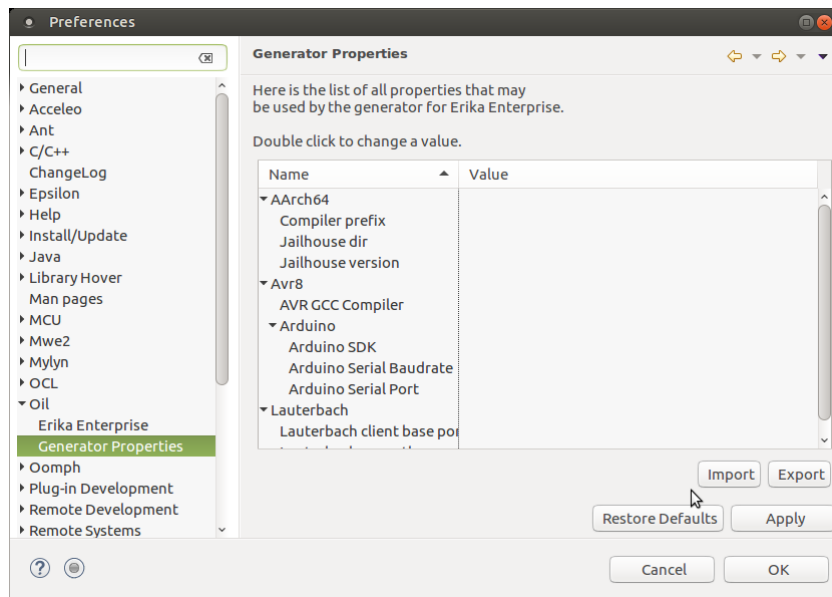 Preferences
General
Acceleo
Ant
C/C++
ChangeLog
Epsilon
Help
Install/Update
Java
Library Hover
Man pages
MCU
Mwe2
Mylyn
OCL
Oil
Erika Enterprise
Generator Properties
Oomph
Plug-in Development
Remote Development
Remote Systems
Generator Properties
Here is the list of all properties that may
be used by the generator for Erika Enterprise.
Double click to change a value.
Name Value
AArch64
Compiler prefix
Jailhouse dir
Jailhouse version
Avr8
AVR GCC Compiler
Arduino
Arduino SDK
Arduino Serial Baudrate
Arduino Serial Port
Lauterbach
Lauterbach client base por
Import Export
Restore Defaults Apply
Cancel OK